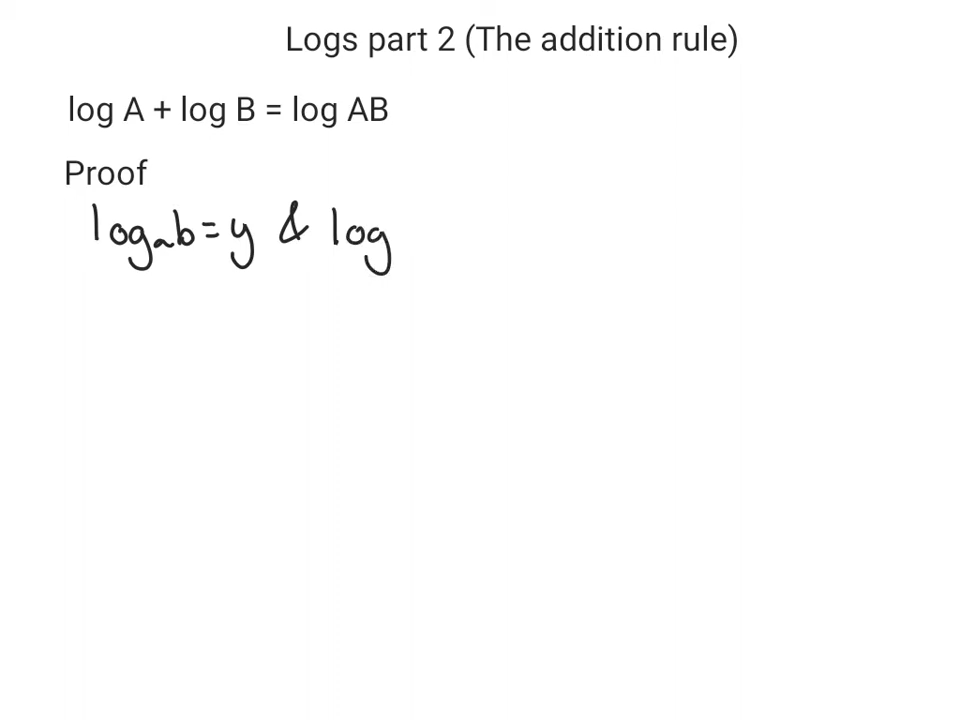 Logs part 2 (The addition rule)
log A + log B = log AB
Proof
logₐb = y & log